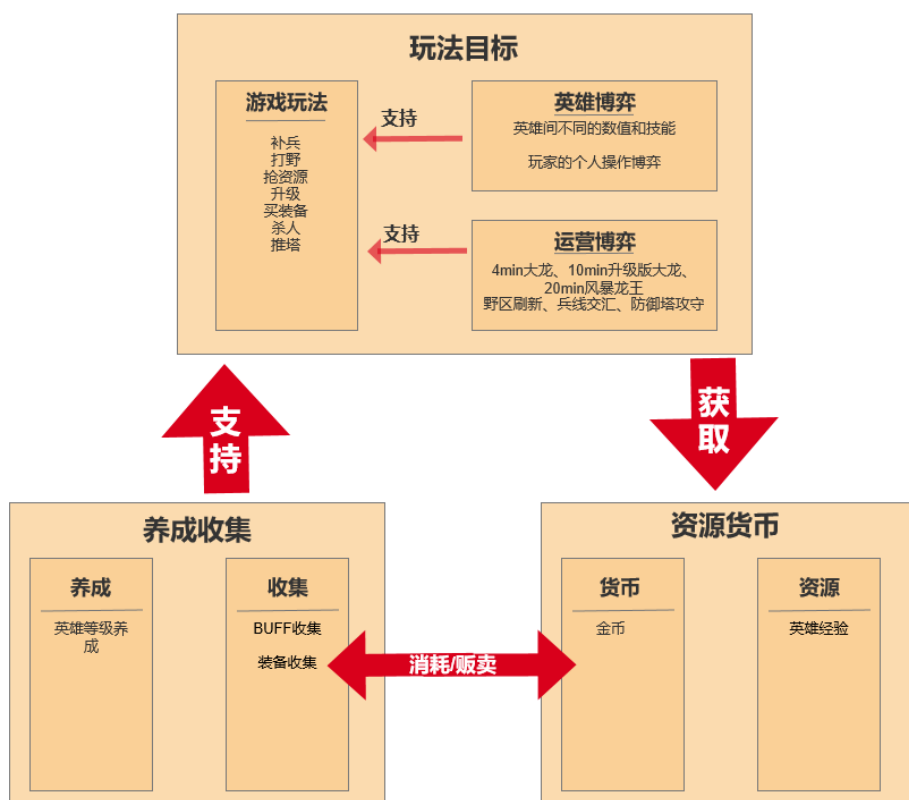 玩法目标
游戏玩法
补兵
打野
抢资源
升级
买装备
杀人
推塔
支持
英雄博弈
英雄间不同的数值和技能
玩家的个人操作博弈
支持
运营博弈
4min大龙、10min升级版大龙、
20min风暴龙王
野区刷新、兵线交汇、防御塔攻守
支
持
获
取
养成收集
养成
英雄等级养
成
收集
BUFF收集
装备收集
消耗/贩卖
资源货币
货币
金币
资源
英雄经验